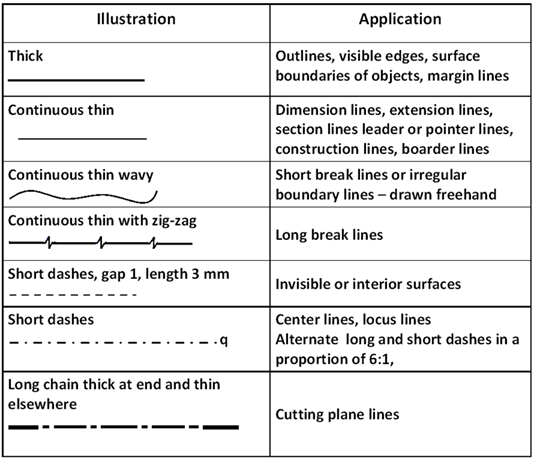 Illustration
Application
Thick
Outlines, visible edges, surface
boundaries of objects, margin lines
Continuous thin
Dimension lines, extension lines,
section lines leader or pointer lines,
construction lines, boarder lines
Continuous thin wavy
Short break lines or irregular
boundary lines – drawn freehand
Continuous thin with zig-zag
Long break lines
Short dashes, gap 1, length 3 mm
Invisible or interior surfaces
Short dashes
q
Center lines, locus lines
Alternate long and short dashes in a
proportion of 6:1,
Long chain thick at end and thin
elsewhere
Cutting plane lines